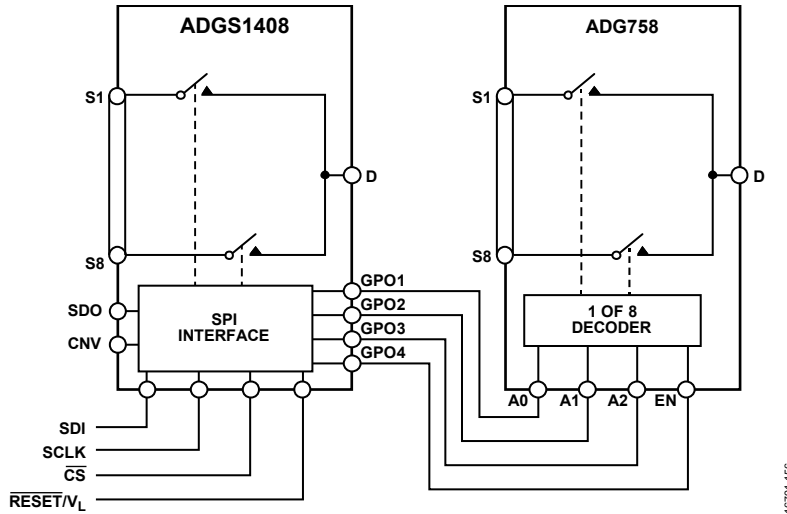 ADGS1408
ADG758
S1
S8
D
S1
S8
D
SDO
CNV
SPI
INTERFACE
GPO1
GPO2
GPO3
GPO4
1 OF 8
DECODER
A0
A1
A2
EN
SDI
SCLK
CS
RESET/VL